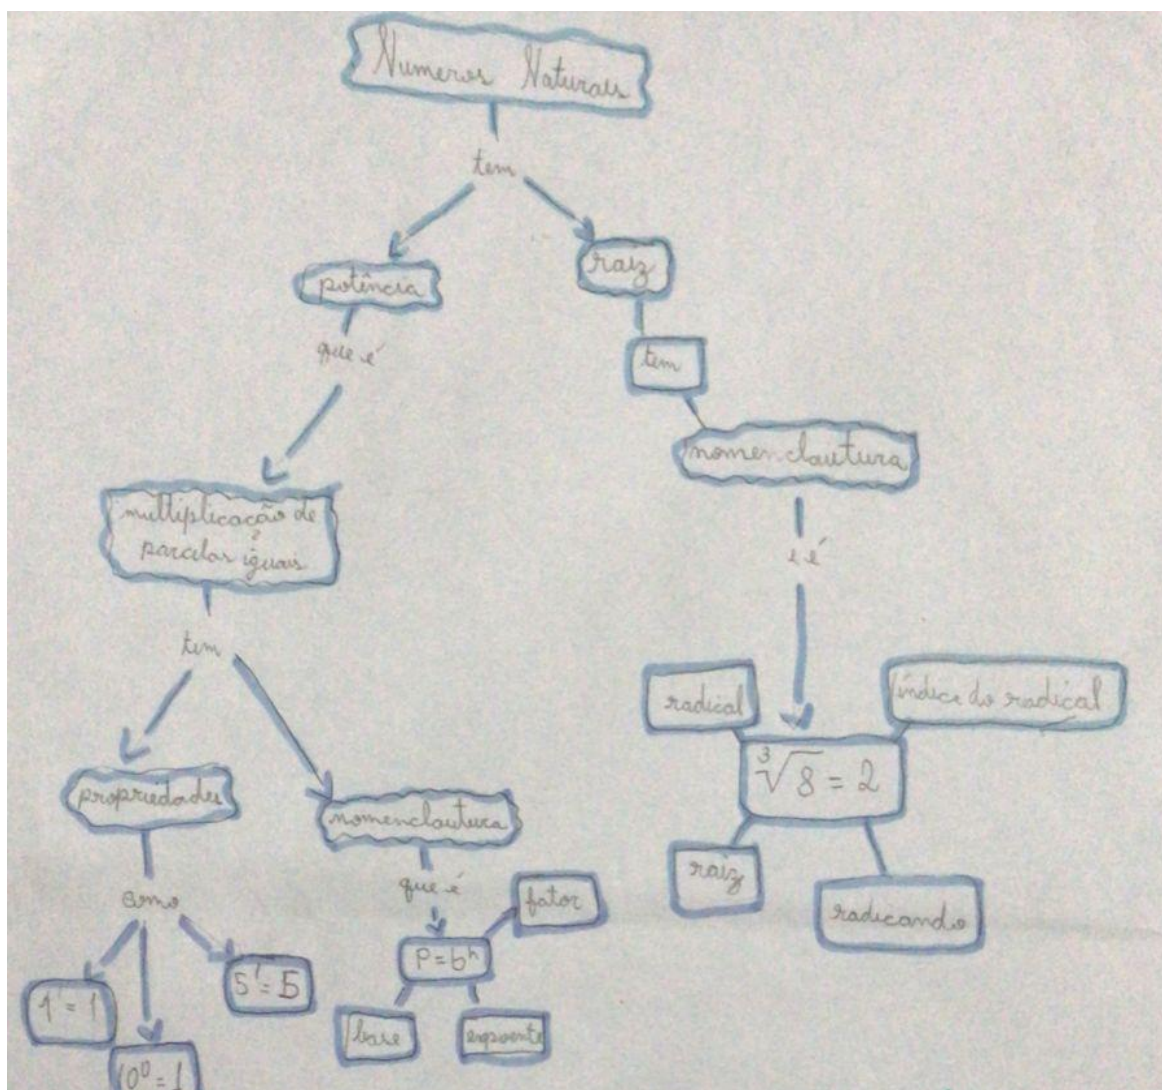 Numeros Naturais
tem
potência
raiz
que é
tem
nomenclautura
multiplicação de
parcelas iguais
e é
tem
radical
índice do radical
∛8 = 2
propriedades
nomenclautura
raiz
radicando
como
que é
fator
P = bⁿ
1¹ = 1
5¹ = 5
base
expoente
10⁰ = 1